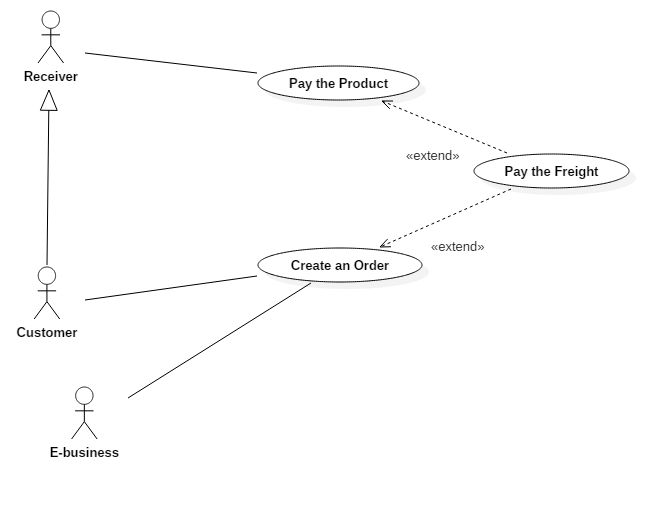 Receiver
Pay the Product
«extend»
Pay the Freight
«extend»
Create an Order
Customer
E-business